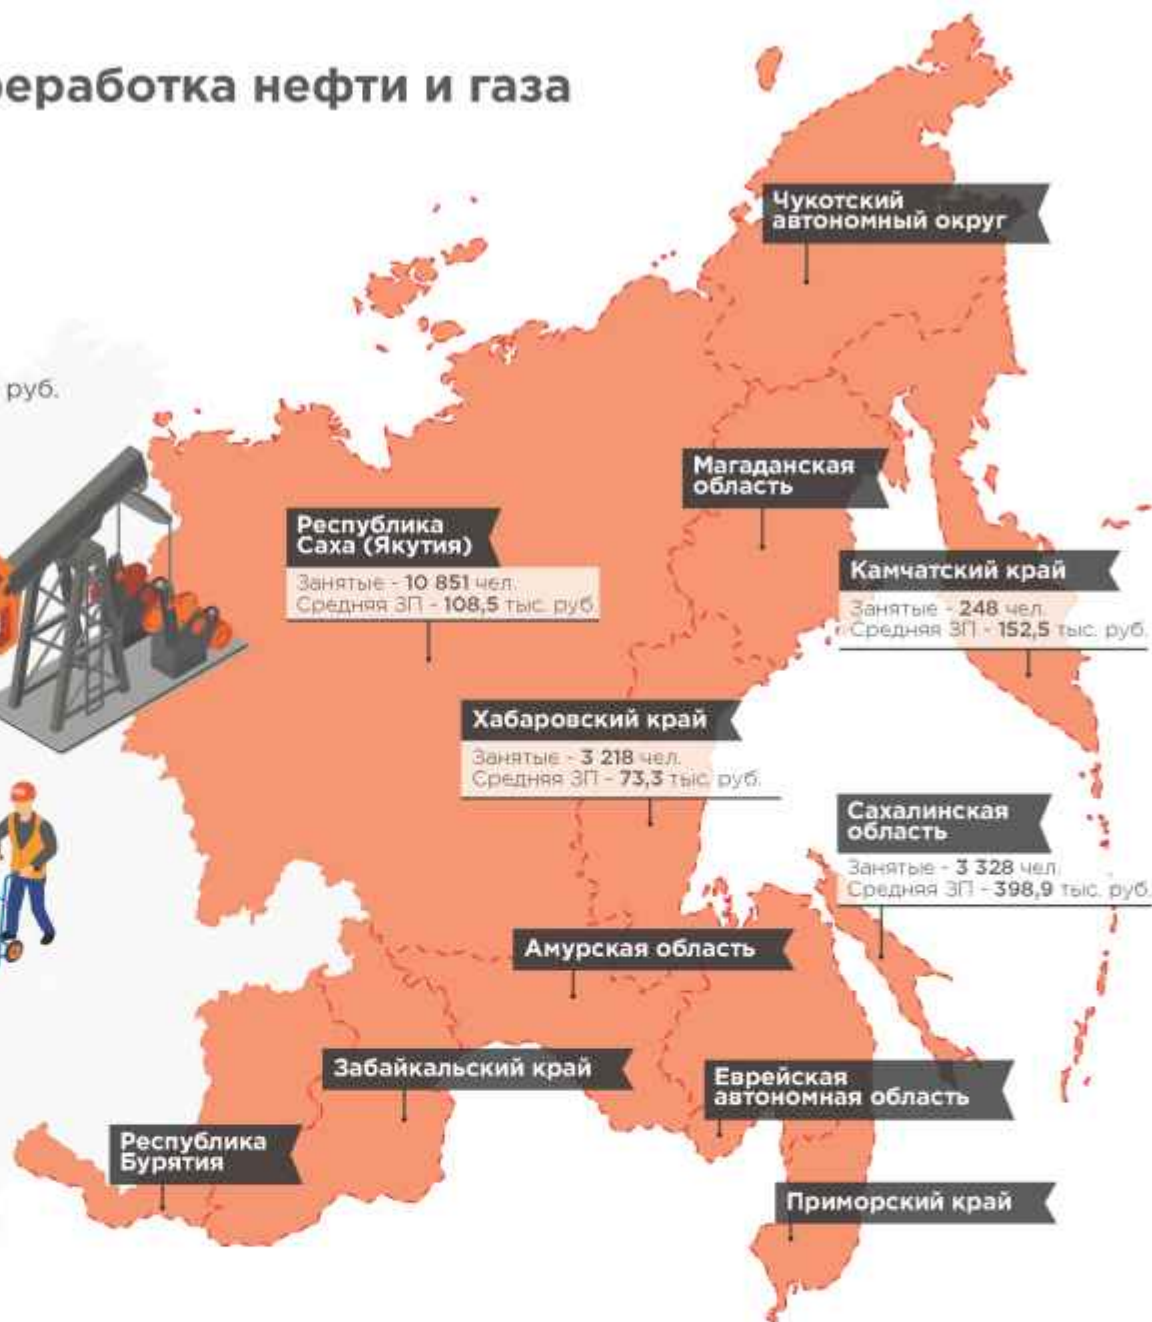 реработка нефти и газа
руб.
Чукотский
автономный округ
Магаданская
область
Республика
Саха (Якутия)
Занятые - 10 851 чел.
Средняя ЗП - 108,5 тыс. руб.
Камчатский край
Занятые - 248 чел.
Средняя ЗП - 152,5 тыс. руб.
Хабаровский край
Занятые - 3 218 чел.
Средняя ЗП - 73,3 тыс. руб.
Сахалинская
область
Занятые - 3 328 чел.
Средняя ЗП - 398,9 тыс. руб.
Амурская область
Забайкальский край
Еврейская
автономная область
Республика
Бурятия
Приморский край